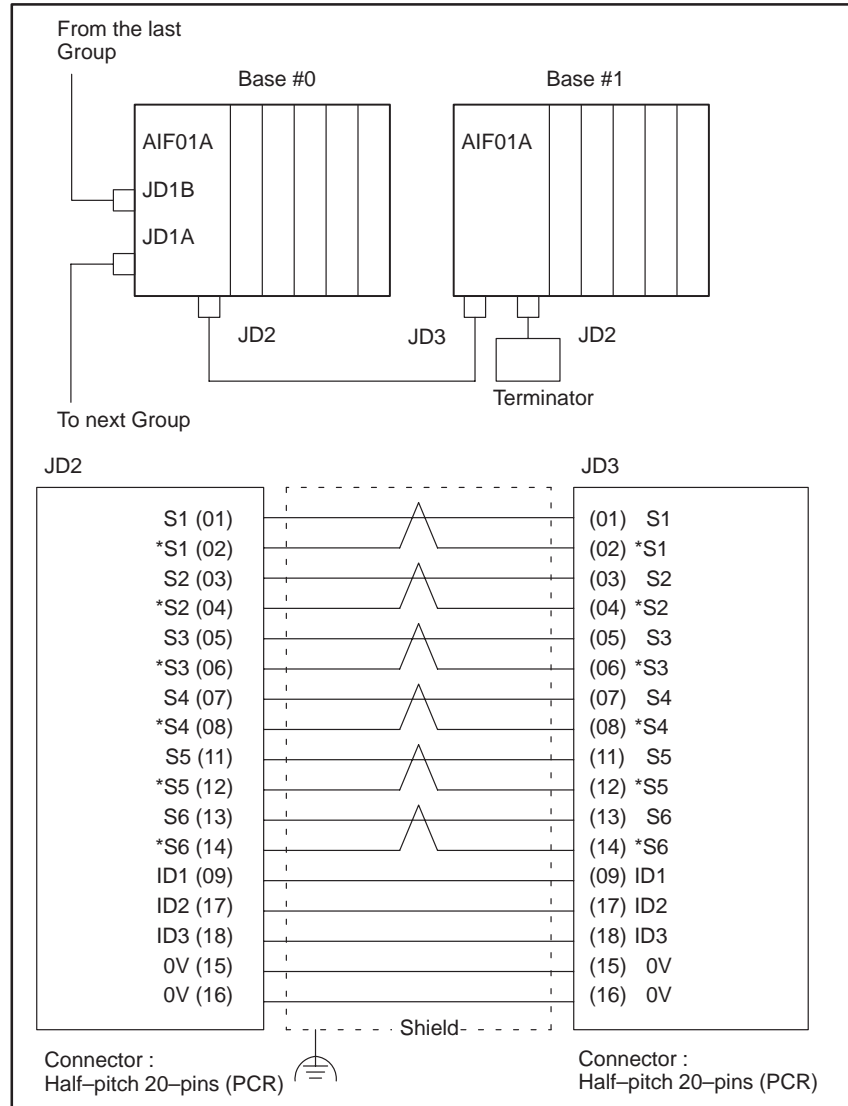 From the last
Group
Base #0
Base #1
AIF01A
AIF01A
JD1B
JD1A
JD2
JD3
JD2
Terminator
To next Group
JD2
JD3
S1 (01)
(01) S1
*S1 (02)
(02) *S1
S2 (03)
(03) S2
*S2 (04)
(04) *S2
S3 (05)
(05) S3
*S3 (06)
(06) *S3
S4 (07)
(07) S4
*S4 (08)
(08) *S4
S5 (11)
(11) S5
*S5 (12)
(12) *S5
S6 (13)
(13) S6
*S6 (14)
(14) *S6
ID1 (09)
(09) ID1
ID2 (17)
(17) ID2
ID3 (18)
(18) ID3
0V (15)
(15) 0V
0V (16)
(16) 0V
Shield
Connector :
Half–pitch 20–pins (PCR)
Connector :
Half–pitch 20–pins (PCR)